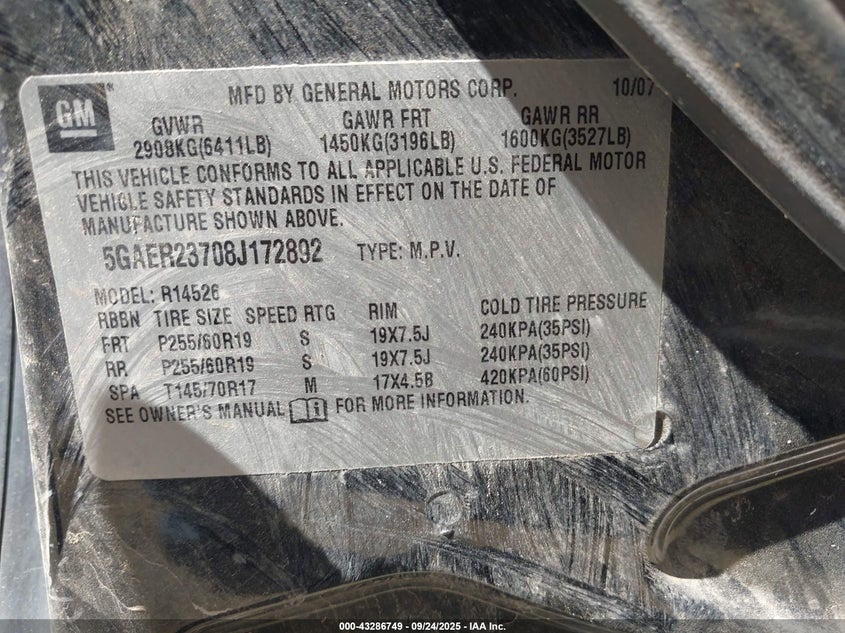 GM
MFD BY GENERAL MOTORS CORP. 10/07
GVWR GAWR FRT GAWR RR
2908KG(6411LB) 1450KG(3196LB) 1600KG(3527LB)
THIS VEHICLE CONFORMS TO ALL APPLICABLE U.S. FEDERAL MOTOR
VEHICLE SAFETY STANDARDS IN EFFECT ON THE DATE OF
MANUFACTURE SHOWN ABOVE.
5GAER23708J172892 TYPE: M.P.V.
MODEL: R14526
RBBN TIRE SIZE SPEED RTG RIM COLD TIRE PRESSURE
FRT P255/60R19 S 19X7.5J 240KPA(35PSI)
RR P255/60R19 S 19X7.5J 240KPA(35PSI)
SPA T145/70R17 M 17X4.5B 420KPA(60PSI)
SEE OWNER'S MANUAL FOR MORE INFORMATION.
000-43286749 - 09/24/2025 - IAA Inc.